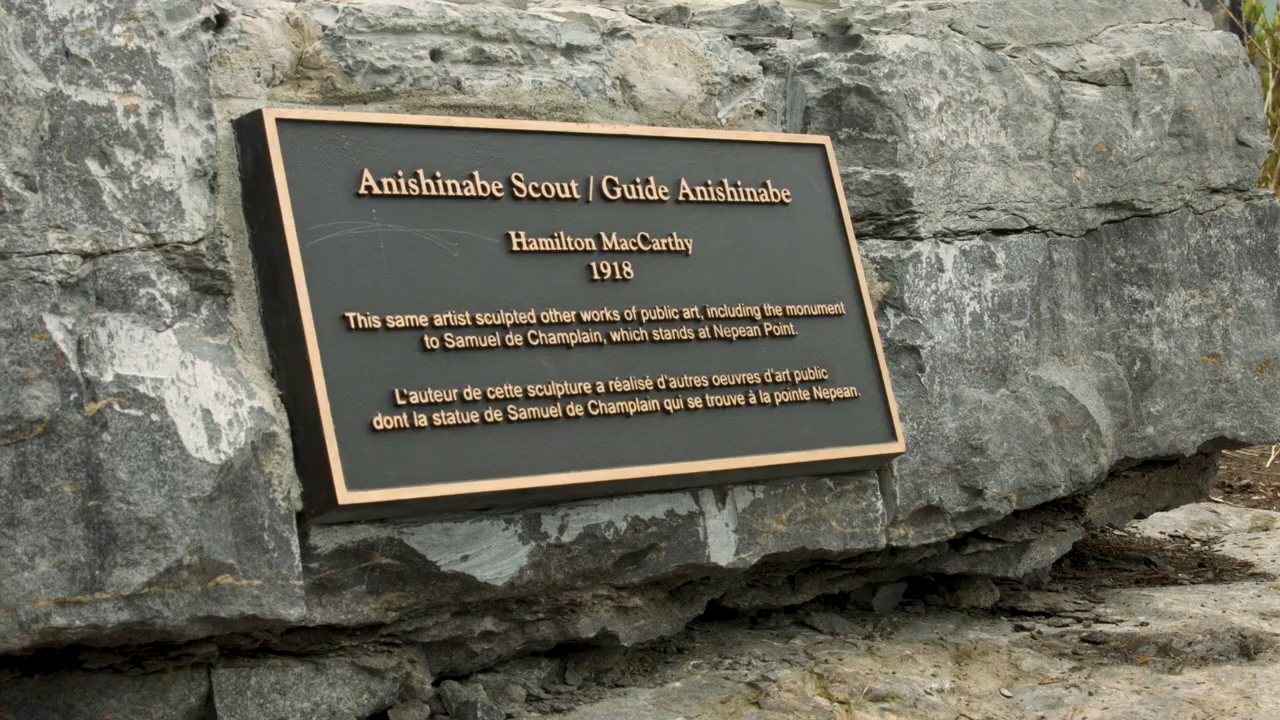 Anishinabe Scout / Guide Anishinabe
Hamilton MacCarthy
1918
This same artist sculpted other works of public art, including the monument
to Samuel de Champlain, which stands at Nepean Point.
L'auteur de cette sculpture a réalisé d'autres oeuvres d'art public
dont la statue de Samuel de Champlain qui se trouve à la pointe Nepean.